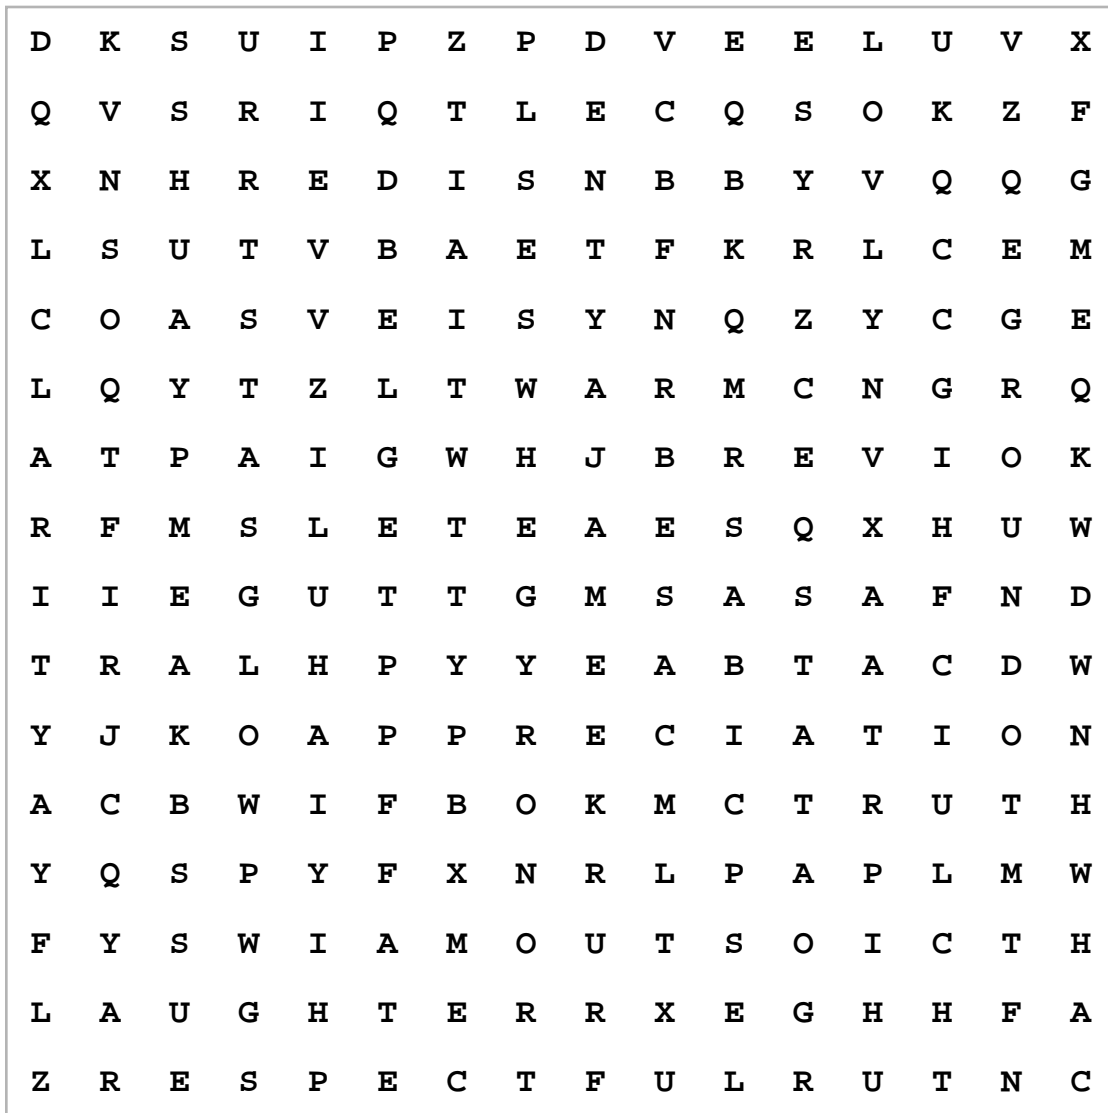 D K S U I P Z P D V E E L U V X
Q V S R I Q T L E C Q S O K Z F
X N H R E D I S N B B Y V Q Q G
L S U T V B A E T F K R L C E M
C O A S V E I S Y N Q Z Y C G E
L Q Y T Z L T W A R M C N G R Q
A T P A I G W H J B R E V I O K
R F M S L E T E A E S Q X H U W
I I E G U T T G M S A S A F N D
T R A L H P Y Y E A B T A C D W
Y J K O A P P R E C I A T I O N
A C B W I F B O K M C T R U T H
Y Q S P Y F X N R L P A P L M W
F Y S W I A M O U T S O I C T H
L A U G H T E R R X E G H H F A
Z R E S P E C T F U L R U T N C